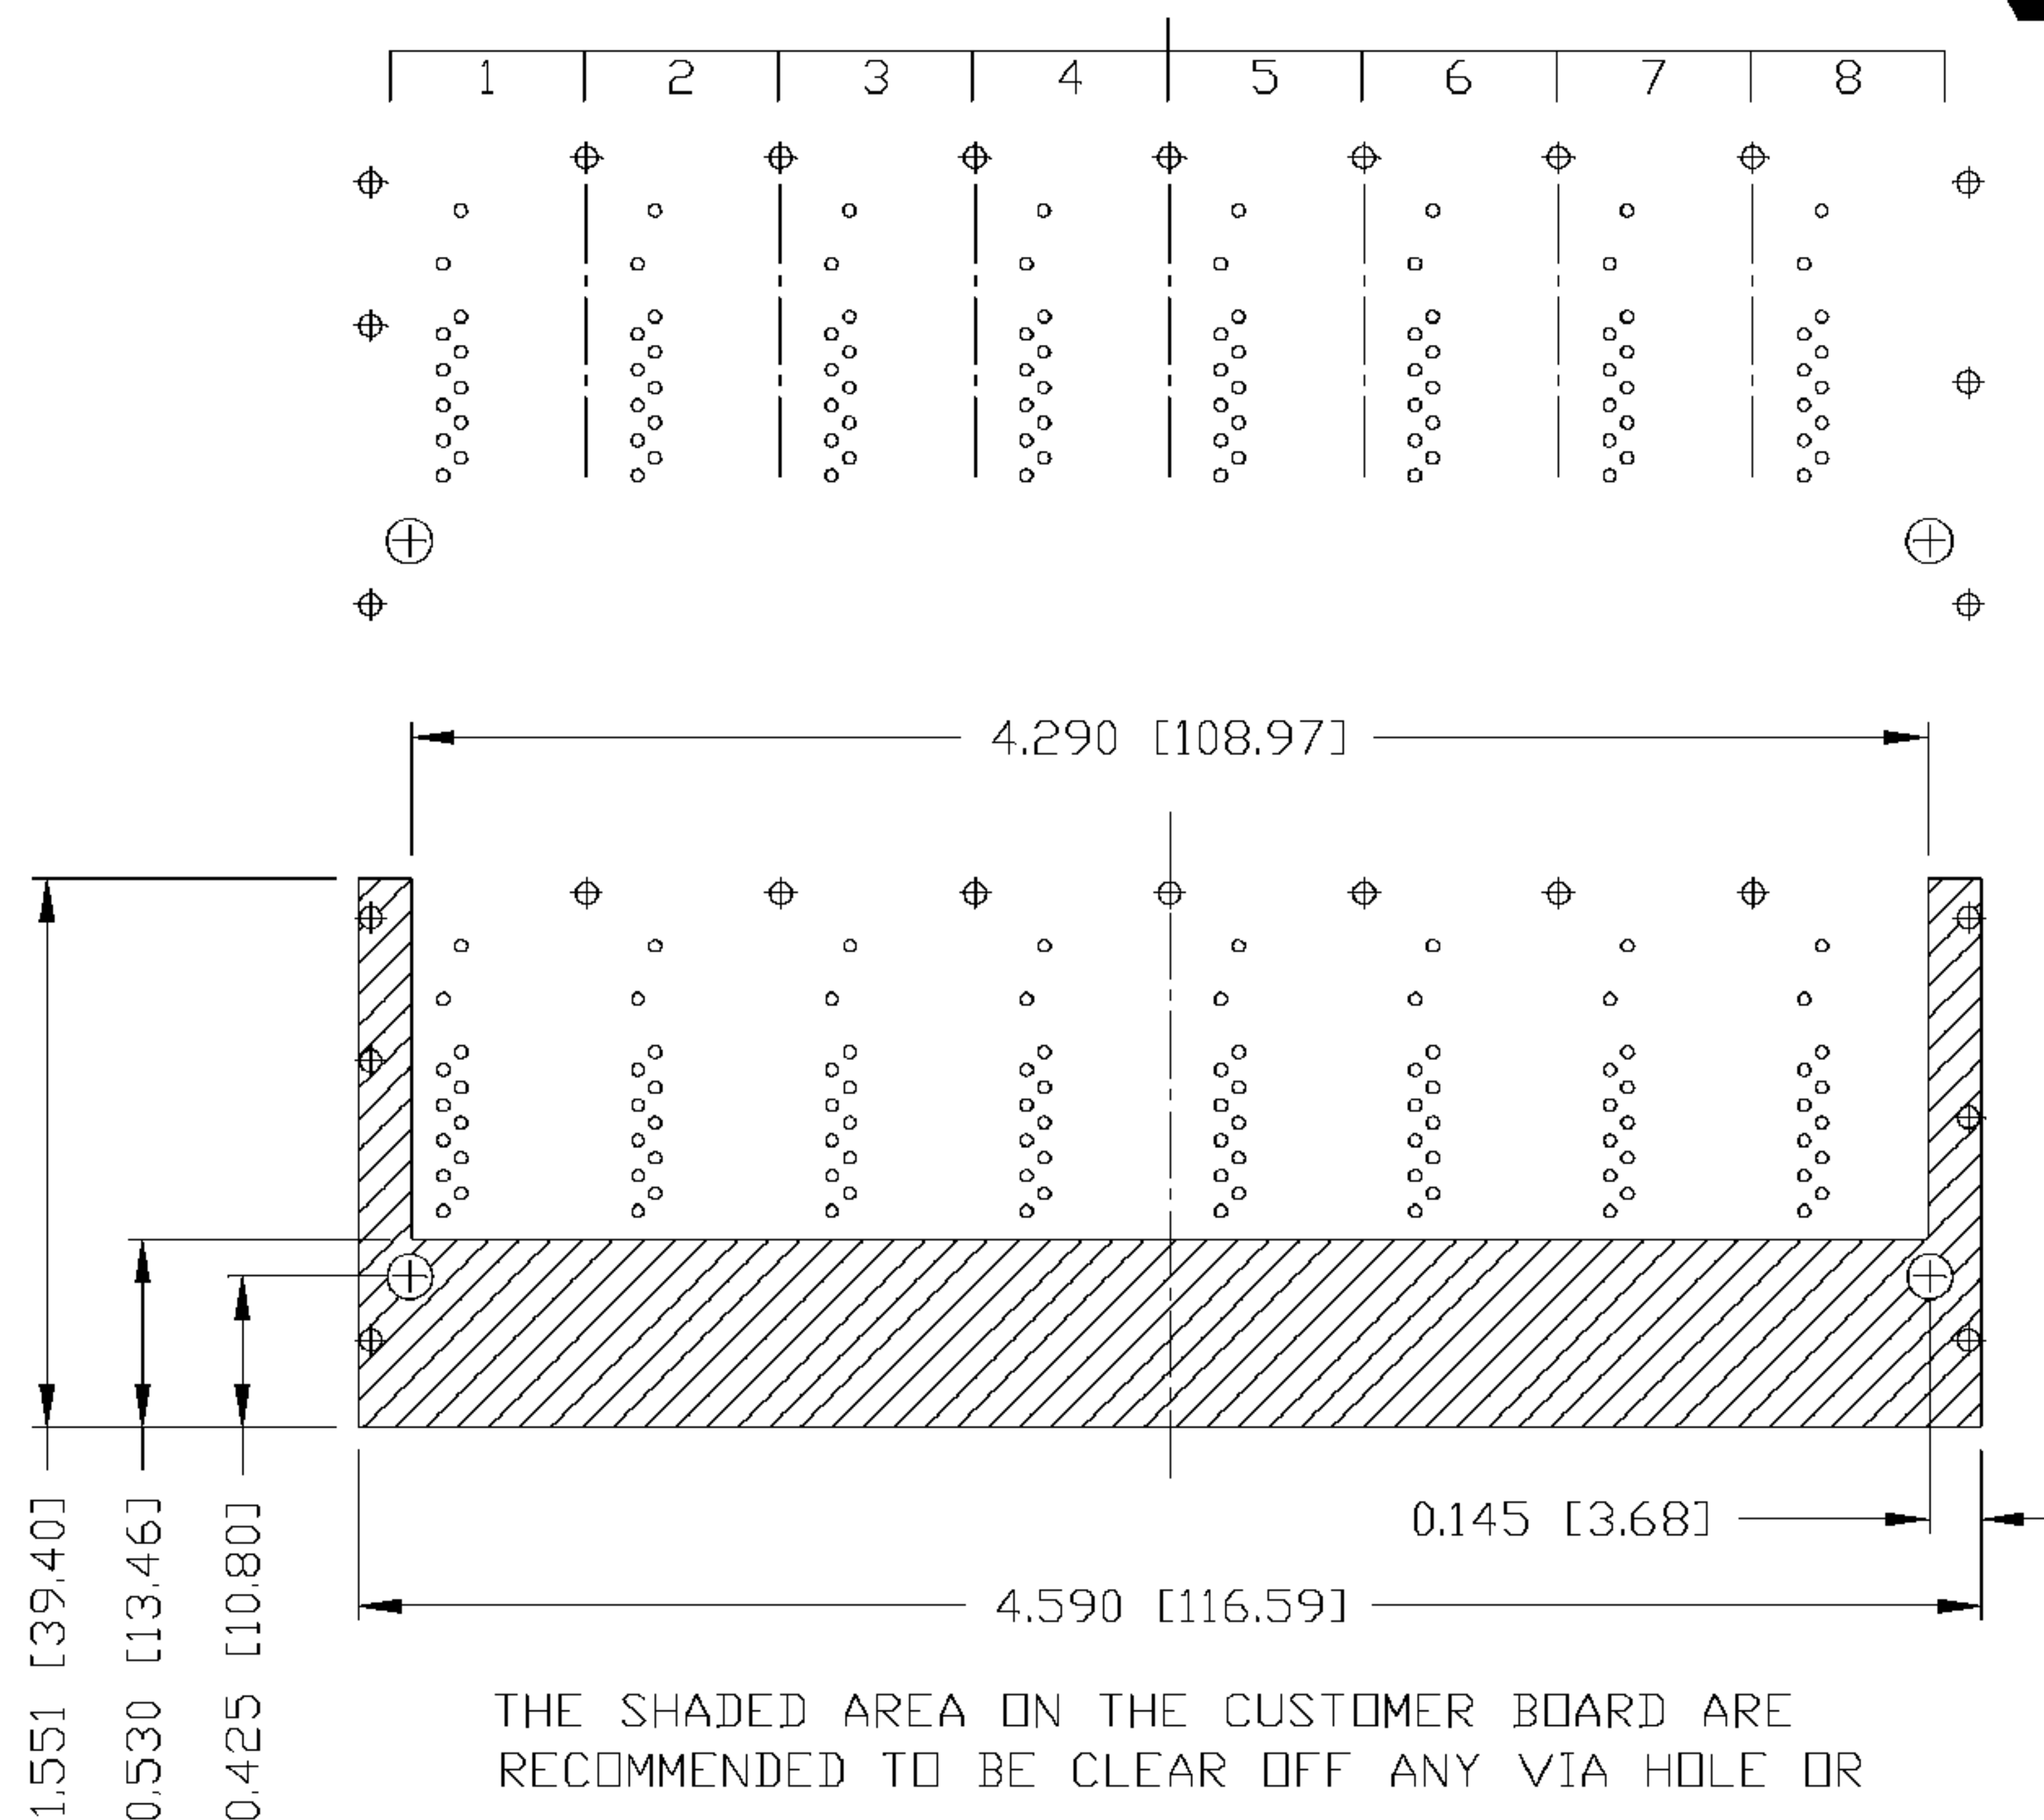 1 2 3 4 5 6 7 8
4.290 [108.97]
1.551 [39.40]
0.530 [13.46]
0.425 [10.80]
0.145 [3.68]
4.590 [116.59]
THE SHADED AREA ON THE CUSTOMER BOARD ARE
RECOMMENDED TO BE CLEAR OFF ANY VIA HOLE OR